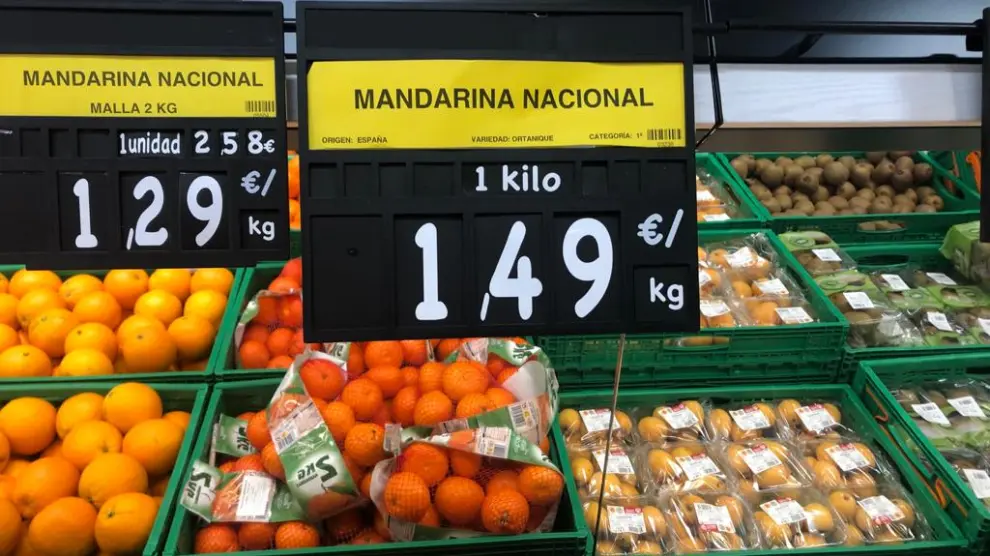 MANDARINA NACIONAL
MALLA 2 KG
1unidad 2,58€
1,29 €/
kg
MANDARINA NACIONAL
ORIGEN: ESPAÑA VARIEDAD: ORTANIQUE CATEGORÍA: 1ª
1 kilo
1,49 €/
kg